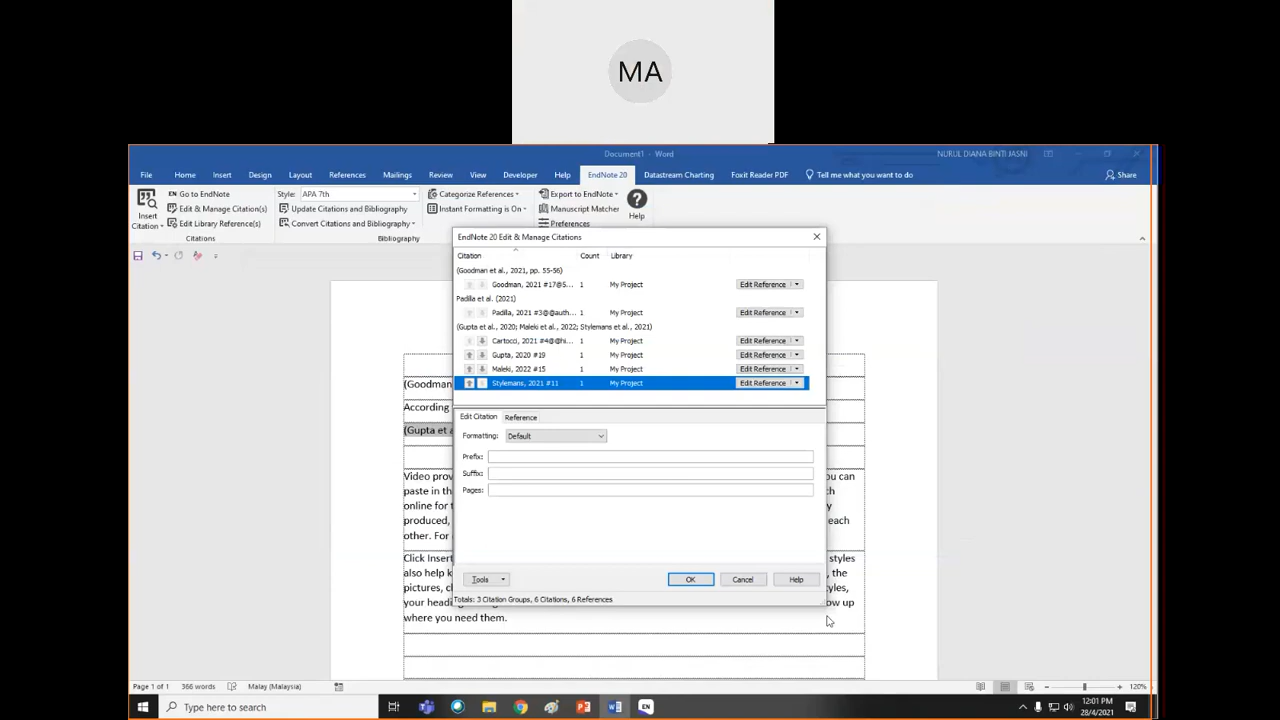 MA
Document1 - Word
NURUL DIANA BINTI JASNI
File Home Insert Design Layout References Mailings Review View Developer Help EndNote 20 Datastream Charting Foxit Reader PDF Tell me what you want to do Share
Go to EndNote
Style: APA 7th
Categorize References
Export to EndNote
Edit & Manage Citation(s)
Update Citations and Bibliography
Instant Formatting is On
Manuscript Matcher
Insert
Citation
Edit Library Reference(s)
Convert Citations and Bibliography
Preferences
Help
Citations
Bibliography
EndNote 20 Edit & Manage Citations
Citation Count Library
(Goodman et al., 2021, pp. 55-56)
Goodman, 2021 #17@5... 1 My Project Edit Reference
Padilla et al. (2021)
Padilla, 2021 #3@@auth... 1 My Project Edit Reference
(Gupta et al., 2020; Maleki et al., 2022; Stylemans et al., 2021)
Cartocci, 2021 #4@@hi... 1 My Project Edit Reference
Gupta, 2020 #19 1 My Project Edit Reference
Maleki, 2022 #15 1 My Project Edit Reference
Stylemans, 2021 #11 1 My Project Edit Reference
Edit Citation Reference
Formatting: Default
Prefix:
Suffix:
Pages:
Tools OK Cancel Help
Totals: 3 Citation Groups, 6 Citations, 6 References
(Goodman
According
(Gupta et a
Video prov ou can
paste in th ch
online for t y
produced, each
other. For
Click Insert styles
also help k , the
pictures, c yles,
your headi ow up
where you need them.
Page 1 of 1 366 words Malay (Malaysia) 120%
Type here to search
12:01 PM
28/4/2021